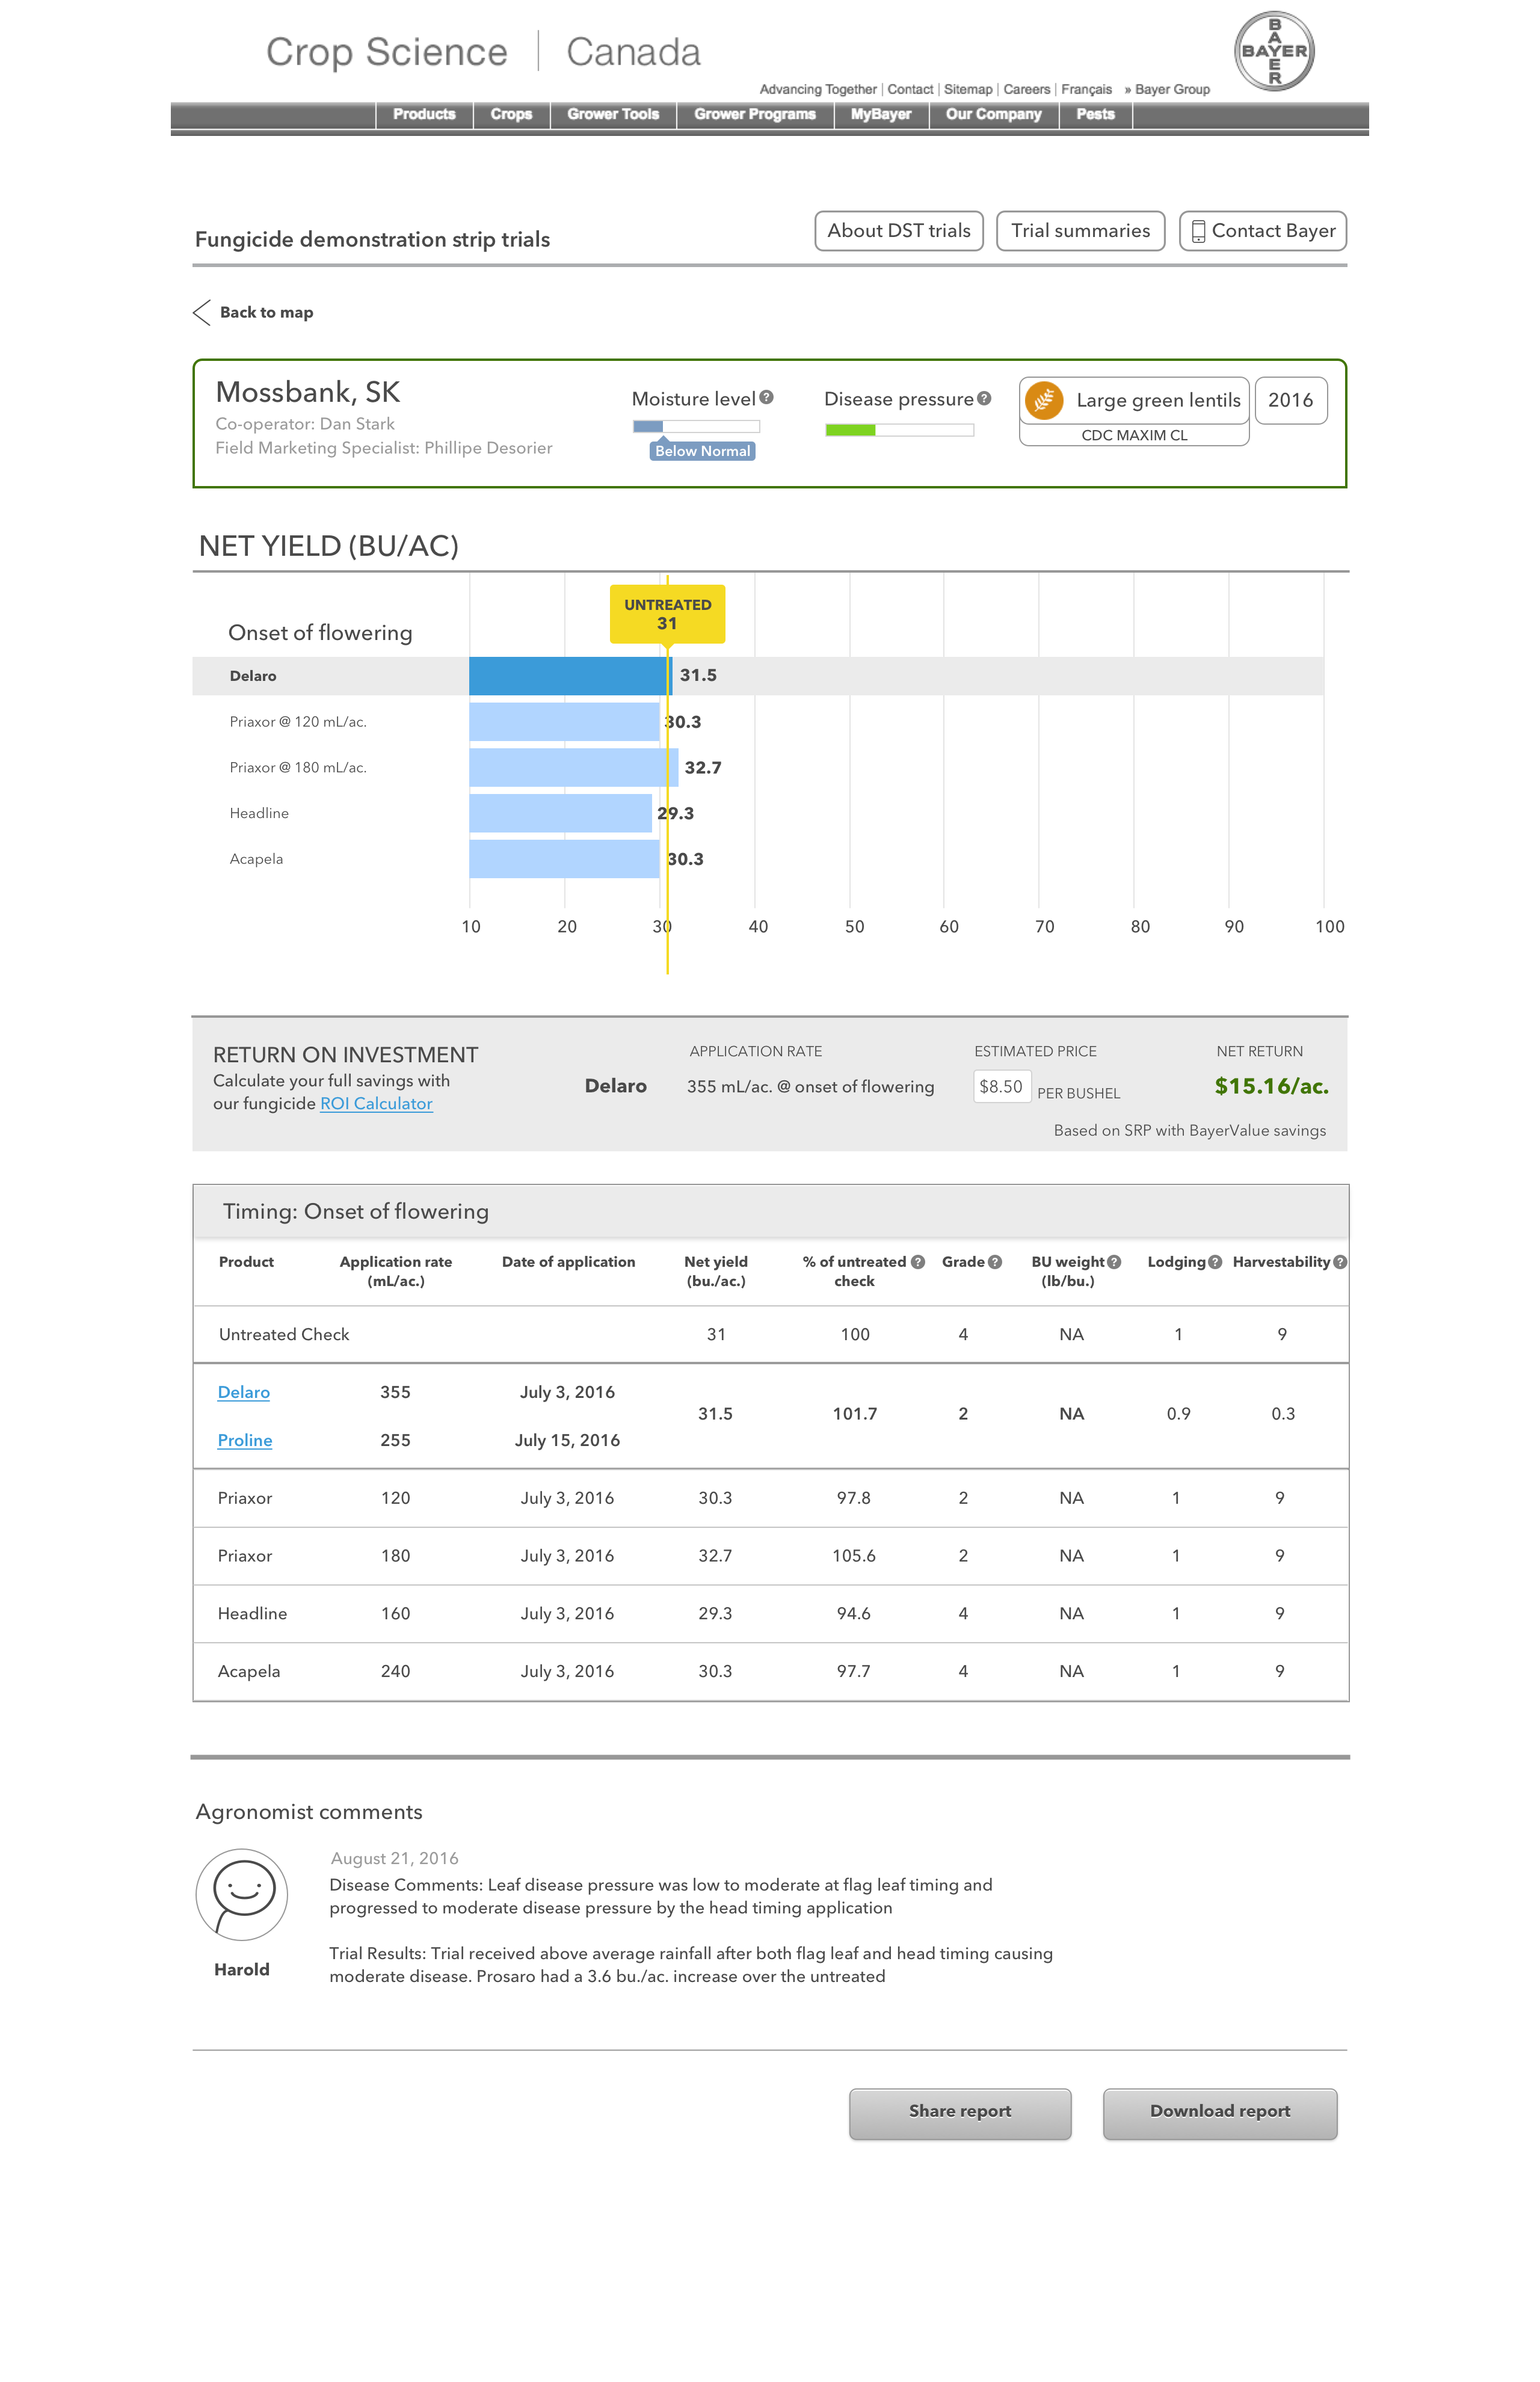 Crop Science | Canada
BAYER
BAYER
Advancing Together | Contact | Sitemap | Careers | Français » Bayer Group
Products Crops Grower Tools Grower Programs MyBayer Our Company Pests
Fungicide demonstration strip trials
About DST trials
Trial summaries
Contact Bayer
Back to map
Mossbank, SK
Co-operator: Dan Stark
Field Marketing Specialist: Phillipe Desorier
Moisture level ?
Below Normal
Disease pressure ?
Large green lentils
CDC MAXIM CL
2016
NET YIELD (BU/AC)
UNTREATED
31
Onset of flowering
Delaro 31.5
Priaxor @ 120 mL/ac. 30.3
Priaxor @ 180 mL/ac. 32.7
Headline 29.3
Acapela 30.3
10 20 30 40 50 60 70 80 90 100
RETURN ON INVESTMENT
Calculate your full savings with
our fungicide ROI Calculator
APPLICATION RATE ESTIMATED PRICE NET RETURN
Delaro 355 mL/ac. @ onset of flowering $8.50 PER BUSHEL $15.16/ac.
Based on SRP with BayerValue savings
Timing: Onset of flowering
Product Application rate Date of application Net yield % of untreated ? Grade ? BU weight ? Lodging ? Harvestability ?
(mL/ac.) (bu./ac.) check (lb/bu.)
Untreated Check 31 100 4 NA 1 9
Delaro 355 July 3, 2016
31.5 101.7 2 NA 0.9 0.3
Proline 255 July 15, 2016
Priaxor 120 July 3, 2016 30.3 97.8 2 NA 1 9
Priaxor 180 July 3, 2016 32.7 105.6 2 NA 1 9
Headline 160 July 3, 2016 29.3 94.6 4 NA 1 9
Acapela 240 July 3, 2016 30.3 97.7 4 NA 1 9
Agronomist comments
Harold
August 21, 2016
Disease Comments: Leaf disease pressure was low to moderate at flag leaf timing and
progressed to moderate disease pressure by the head timing application
Trial Results: Trial received above average rainfall after both flag leaf and head timing causing
moderate disease. Prosaro had a 3.6 bu./ac. increase over the untreated
Share report
Download report